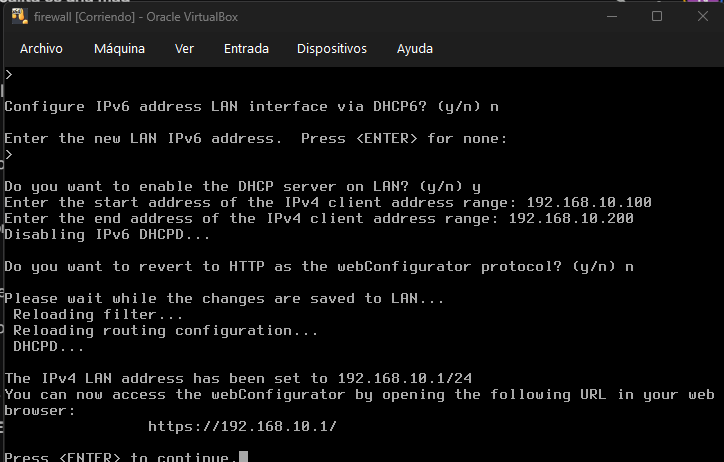 firewall [Corriendo] - Oracle VirtualBox
Archivo Máquina Ver Entrada Dispositivos Ayuda
>
Configure IPv6 address LAN interface via DHCP6? (y/n) n
Enter the new LAN IPv6 address.  Press <ENTER> for none:
>
Do you want to enable the DHCP server on LAN? (y/n) y
Enter the start address of the IPv4 client address range: 192.168.10.100
Enter the end address of the IPv4 client address range: 192.168.10.200
Disabling IPv6 DHCPD...
Do you want to revert to HTTP as the webConfigurator protocol? (y/n) n
Please wait while the changes are saved to LAN...
Reloading filter...
Reloading routing configuration...
DHCPD...
The IPv4 LAN address has been set to 192.168.10.1/24
You can now access the webConfigurator by opening the following URL in your web
browser:
https://192.168.10.1/
Press <ENTER> to continue.